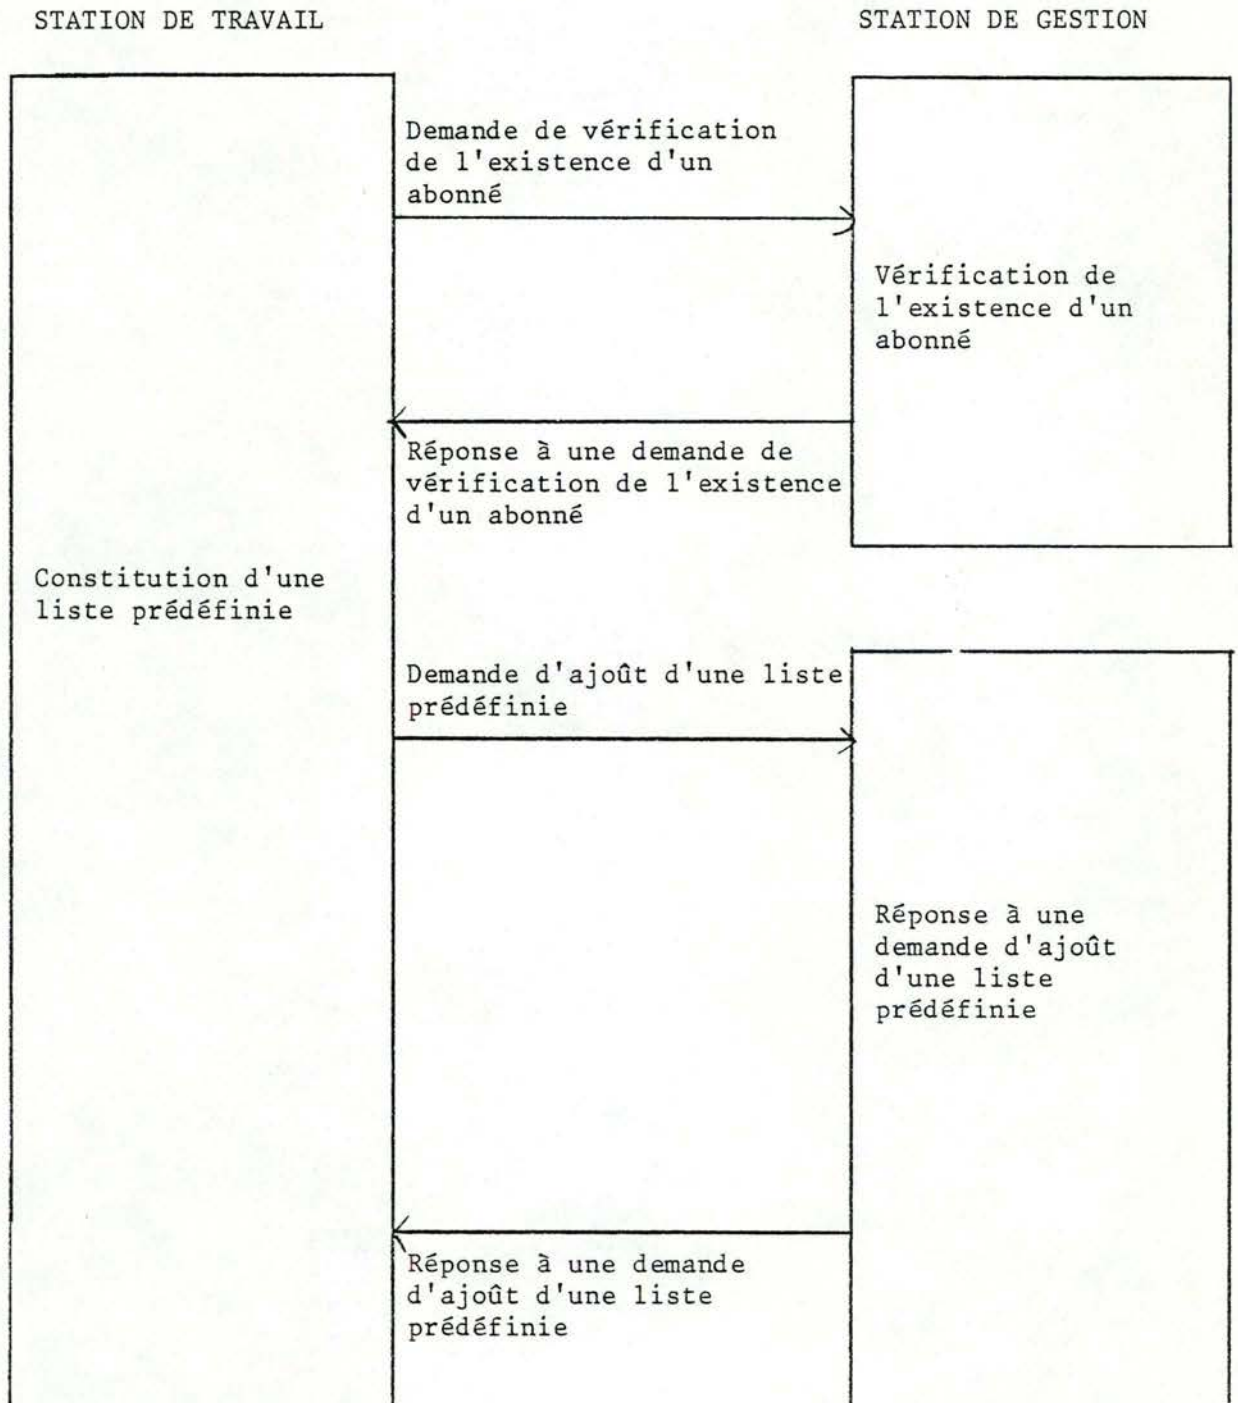 STATION DE TRAVAIL
STATION DE GESTION
Demande de vérification
de l'existence d'un
abonné
Vérification de
l'existence d'un
abonné
Réponse à une demande de
vérification de l'existence
d'un abonné
Constitution d'une
liste prédéfinie
Demande d'ajoût d'une liste
prédéfinie
Réponse à une
demande d'ajoût
d'une liste
prédéfinie
Réponse à une demande
d'ajoût d'une liste
prédéfinie